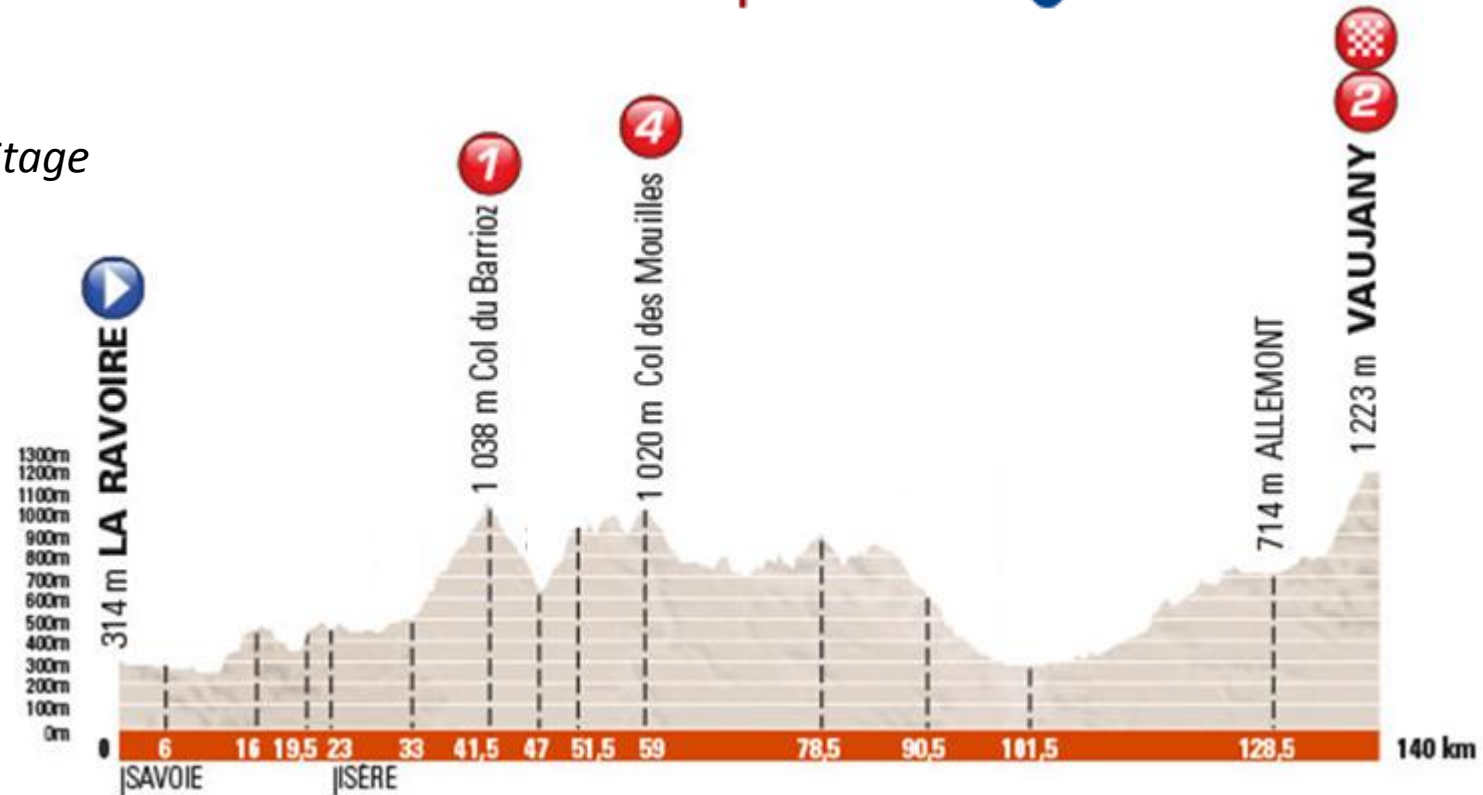 itage
1
4
2
314 m LA RAVOIRE
1 038 m Col du Barrioz
1 020 m Col des Mouilles
714 m ALLEMONT
1223 m VAUJANY
1300m
1200m
1100m
1000m
900m
800m
700m
600m
500m
400m
300m
200m
100m
0m
0 6 16 19,5 23 33 41,5 47 51,5 59 78,5 90,5 101,5 128,5 140 km
|SAVOIE ||ISÈRE